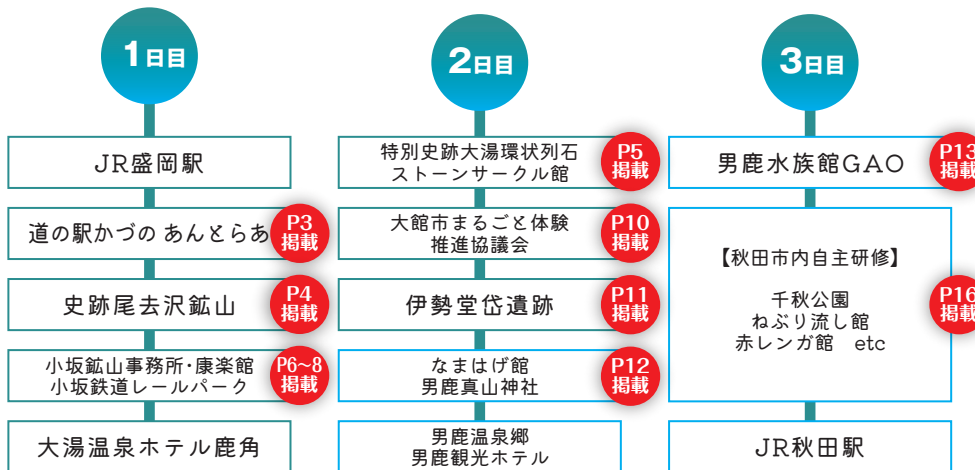 1日目
JR盛岡駅
道の駅かづの あんとらあ
P3
掲載
史跡尾去沢鉱山
P4
掲載
小坂鉱山事務所・康楽館
小坂鉄道レールパーク
P6~8
掲載
大湯温泉ホテル鹿角
2日目
特別史跡大湯環状列石
ストーンサークル館
P5
掲載
大館市まるごと体験
推進協議会
P10
掲載
伊勢堂岱遺跡
P11
掲載
なまはげ館
男鹿真山神社
P12
掲載
男鹿温泉郷
男鹿観光ホテル
3日目
男鹿水族館GAO
P13
掲載
【秋田市内自主研修】
千秋公園
ねぶり流し館
赤レンガ館 etc
P16
掲載
JR秋田駅